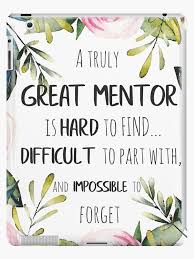 A TRULY
GREAT MENTOR
IS HARD TO FIND...
DIFFICULT TO PART WITH,
AND IMPOSSIBLE TO
FORGET